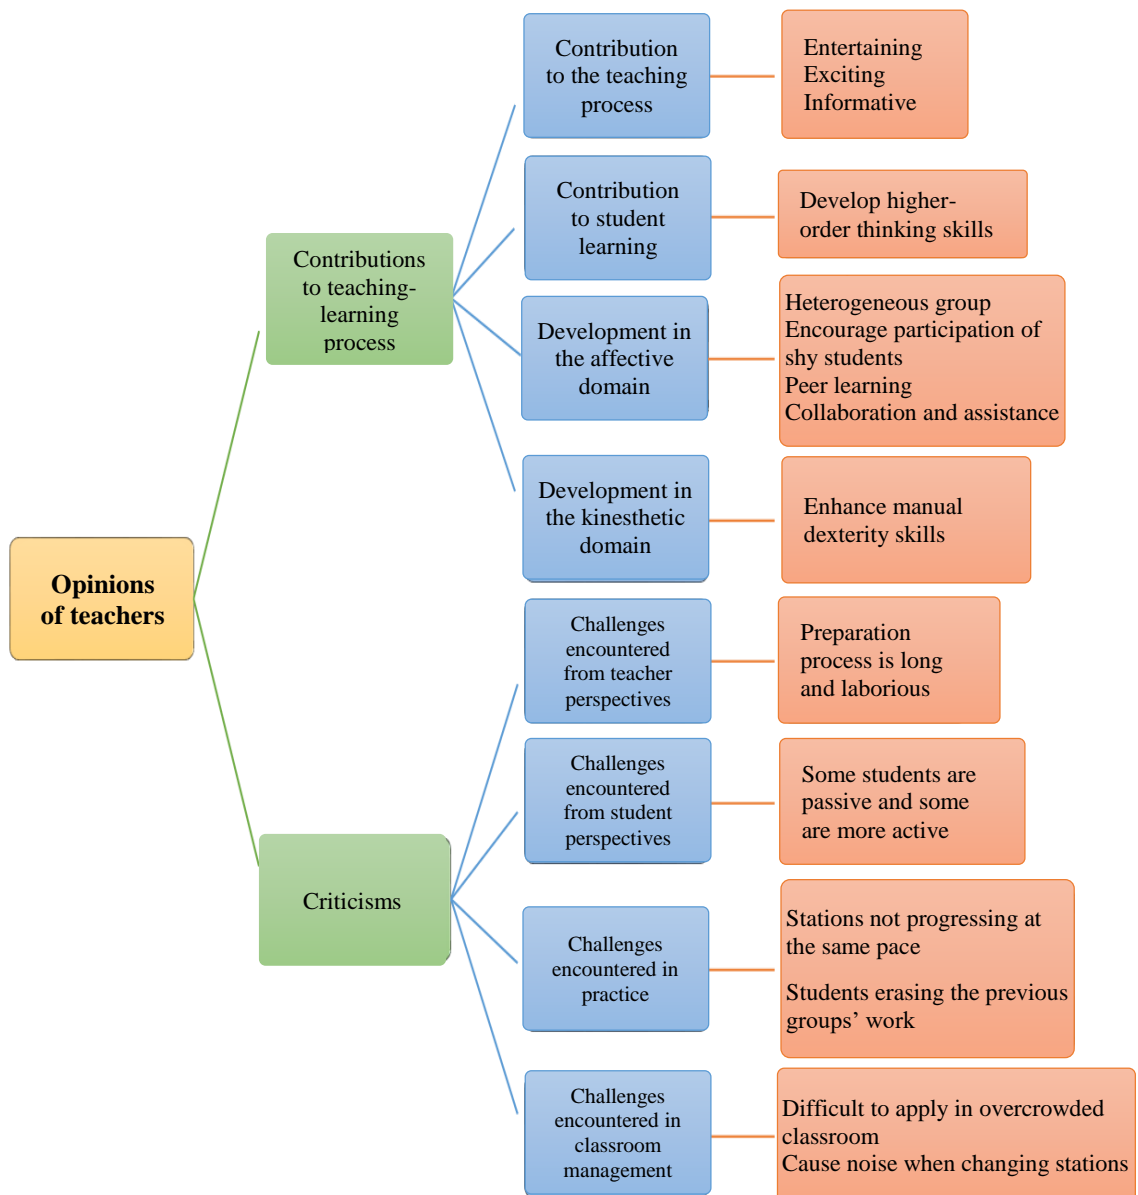 Opinions
of teachers
Contributions
to teaching-
learning
process
Contribution
to the teaching
process
Entertaining
Exciting
Informative
Contribution
to student
learning
Develop higher-
order thinking skills
Development in
the affective
domain
Heterogeneous group
Encourage participation of
shy students
Peer learning
Collaboration and assistance
Development in
the kinesthetic
domain
Enhance manual
dexterity skills
Criticisms
Challenges
encountered
from teacher
perspectives
Preparation
process is long
and laborious
Challenges
encountered
from student
perspectives
Some students are
passive and some
are more active
Challenges
encountered in
practice
Stations not progressing at
the same pace
Students erasing the previous
groups’ work
Challenges
encountered in
classroom
management
Difficult to apply in overcrowded
classroom
Cause noise when changing stations